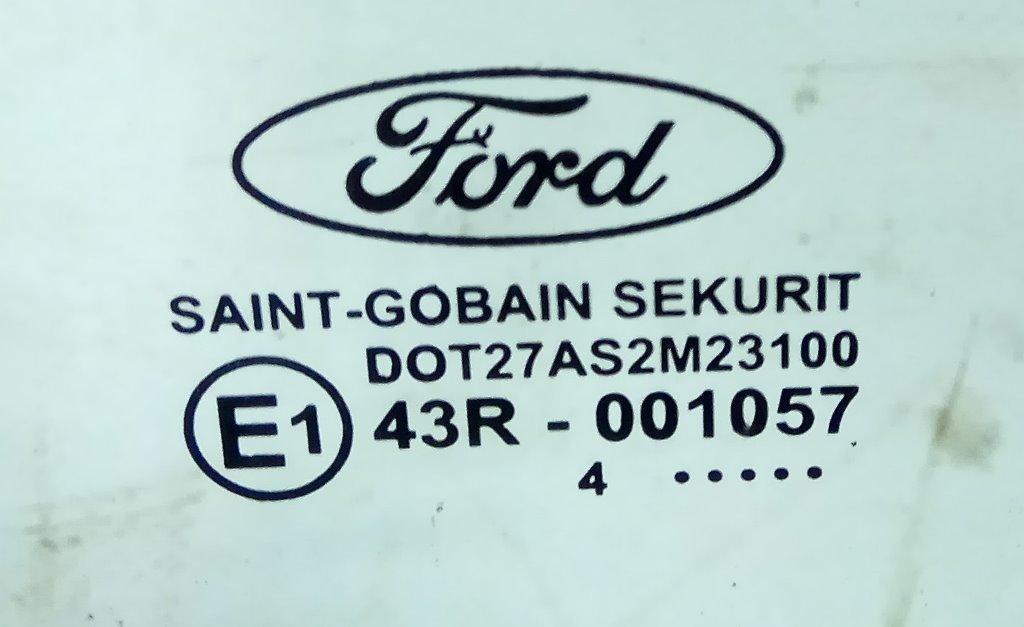 Ford
SAINT-GOBAIN SEKURIT
DOT27AS2M23100
E1 43R - 001057
4 •••••